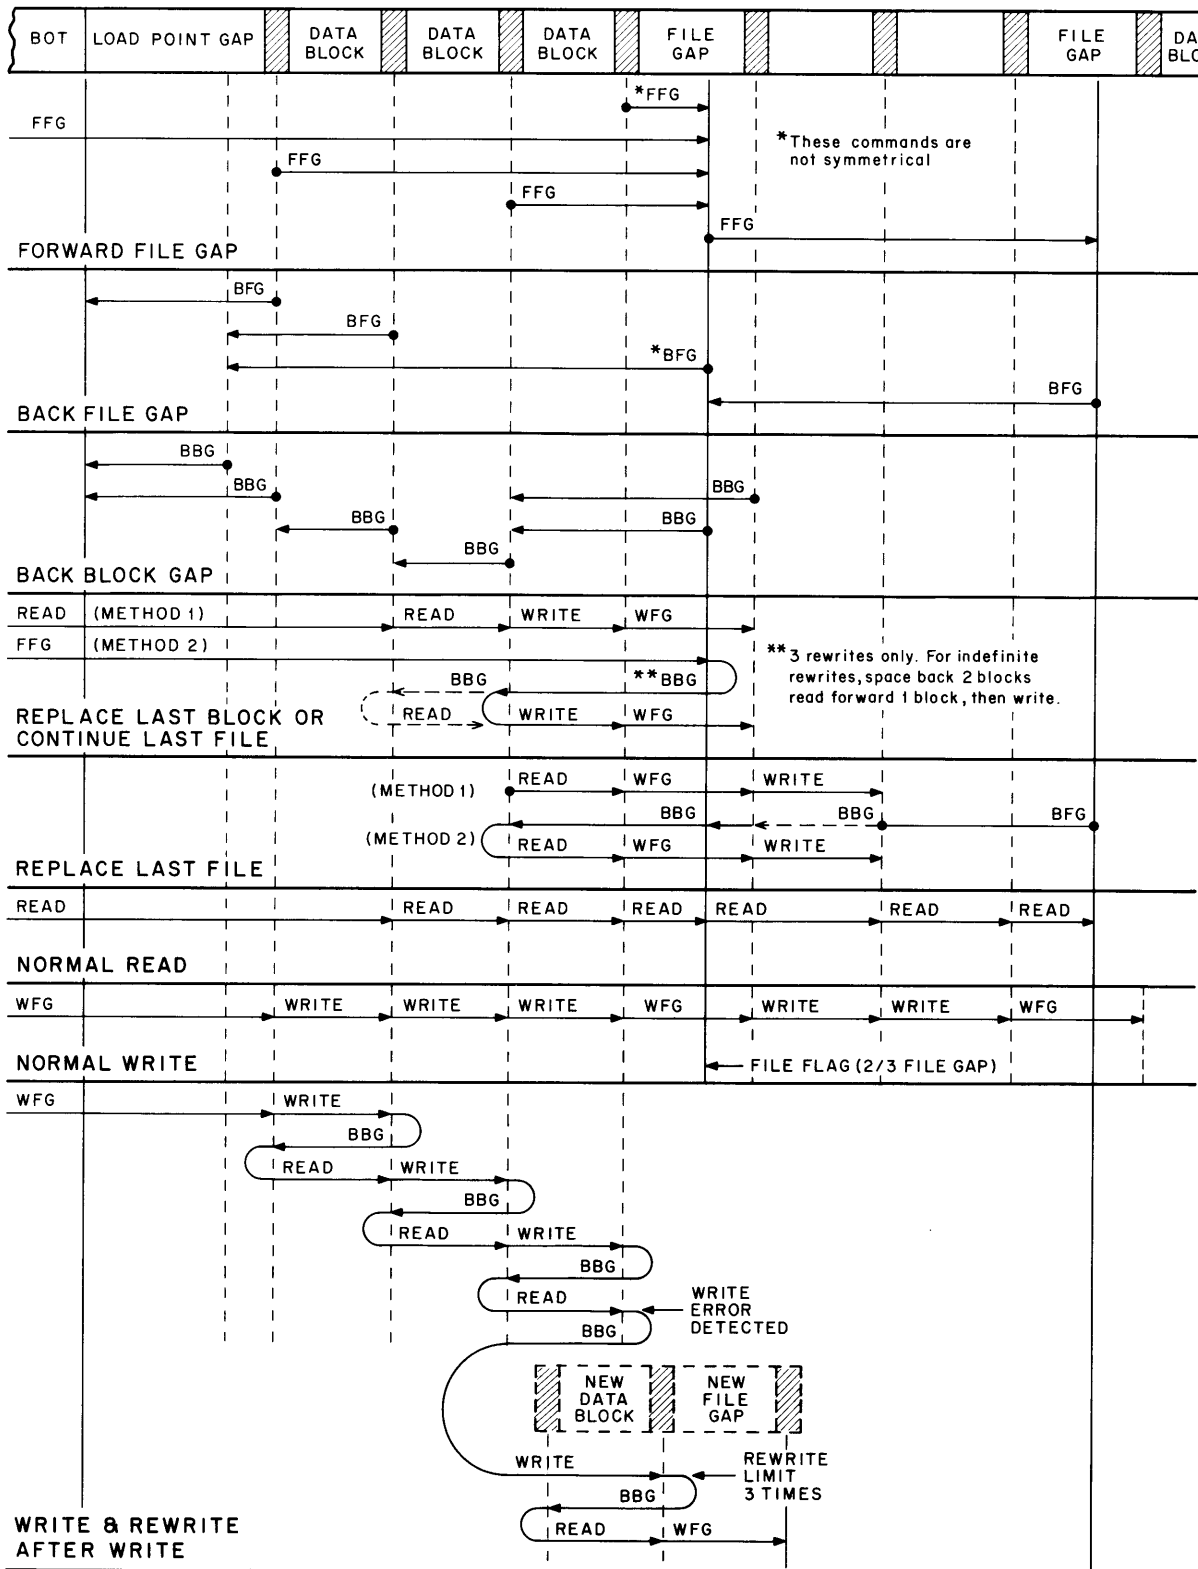 BOT LOAD POINT GAP DATA DATA DATA FILE FILE DA
BLOCK BLOCK BLOCK GAP GAP BLO
*FFG
FFG
*These commands are
not symmetrical
FFG
FFG
FFG
FORWARD FILE GAP
BFG
BFG
*BFG
BFG
BACK FILE GAP
BBG
BBG BBG
BBG BBG
BBG
BACK BLOCK GAP
READ (METHOD 1) READ WRITE WFG
FFG (METHOD 2)
**3 rewrites only. For indefinite
rewrites, space back 2 blocks
read forward 1 block, then write.
BBG **BBG
READ WRITE WFG
REPLACE LAST BLOCK OR
CONTINUE LAST FILE
(METHOD 1) READ WFG WRITE
BBG BBG BFG
(METHOD 2)
READ WFG WRITE
REPLACE LAST FILE
READ READ READ READ READ READ READ
NORMAL READ
WFG WRITE WRITE WRITE WFG WRITE WRITE WFG
NORMAL WRITE
FILE FLAG (2/3 FILE GAP)
WFG WRITE
BBG
READ WRITE
BBG
READ WRITE
BBG
READ
WRITE
ERROR
DETECTED
BBG
NEW
DATA
BLOCK
NEW
FILE
GAP
WRITE
REWRITE
LIMIT
3 TIMES
BBG
READ WFG
WRITE & REWRITE
AFTER WRITE